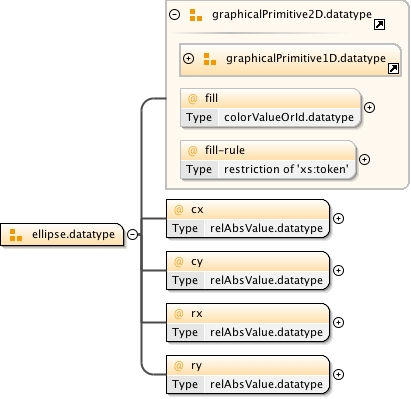 graphicalPrimitive2D.datatype
graphicalPrimitive1D.datatype
@ fill
Type colorValueOrId.datatype
@ fill-rule
Type restriction of 'xs:token'
ellipse.datatype
@ cx
Type relAbsValue.datatype
@ cy
Type relAbsValue.datatype
@ rx
Type relAbsValue.datatype
@ ry
Type relAbsValue.datatype